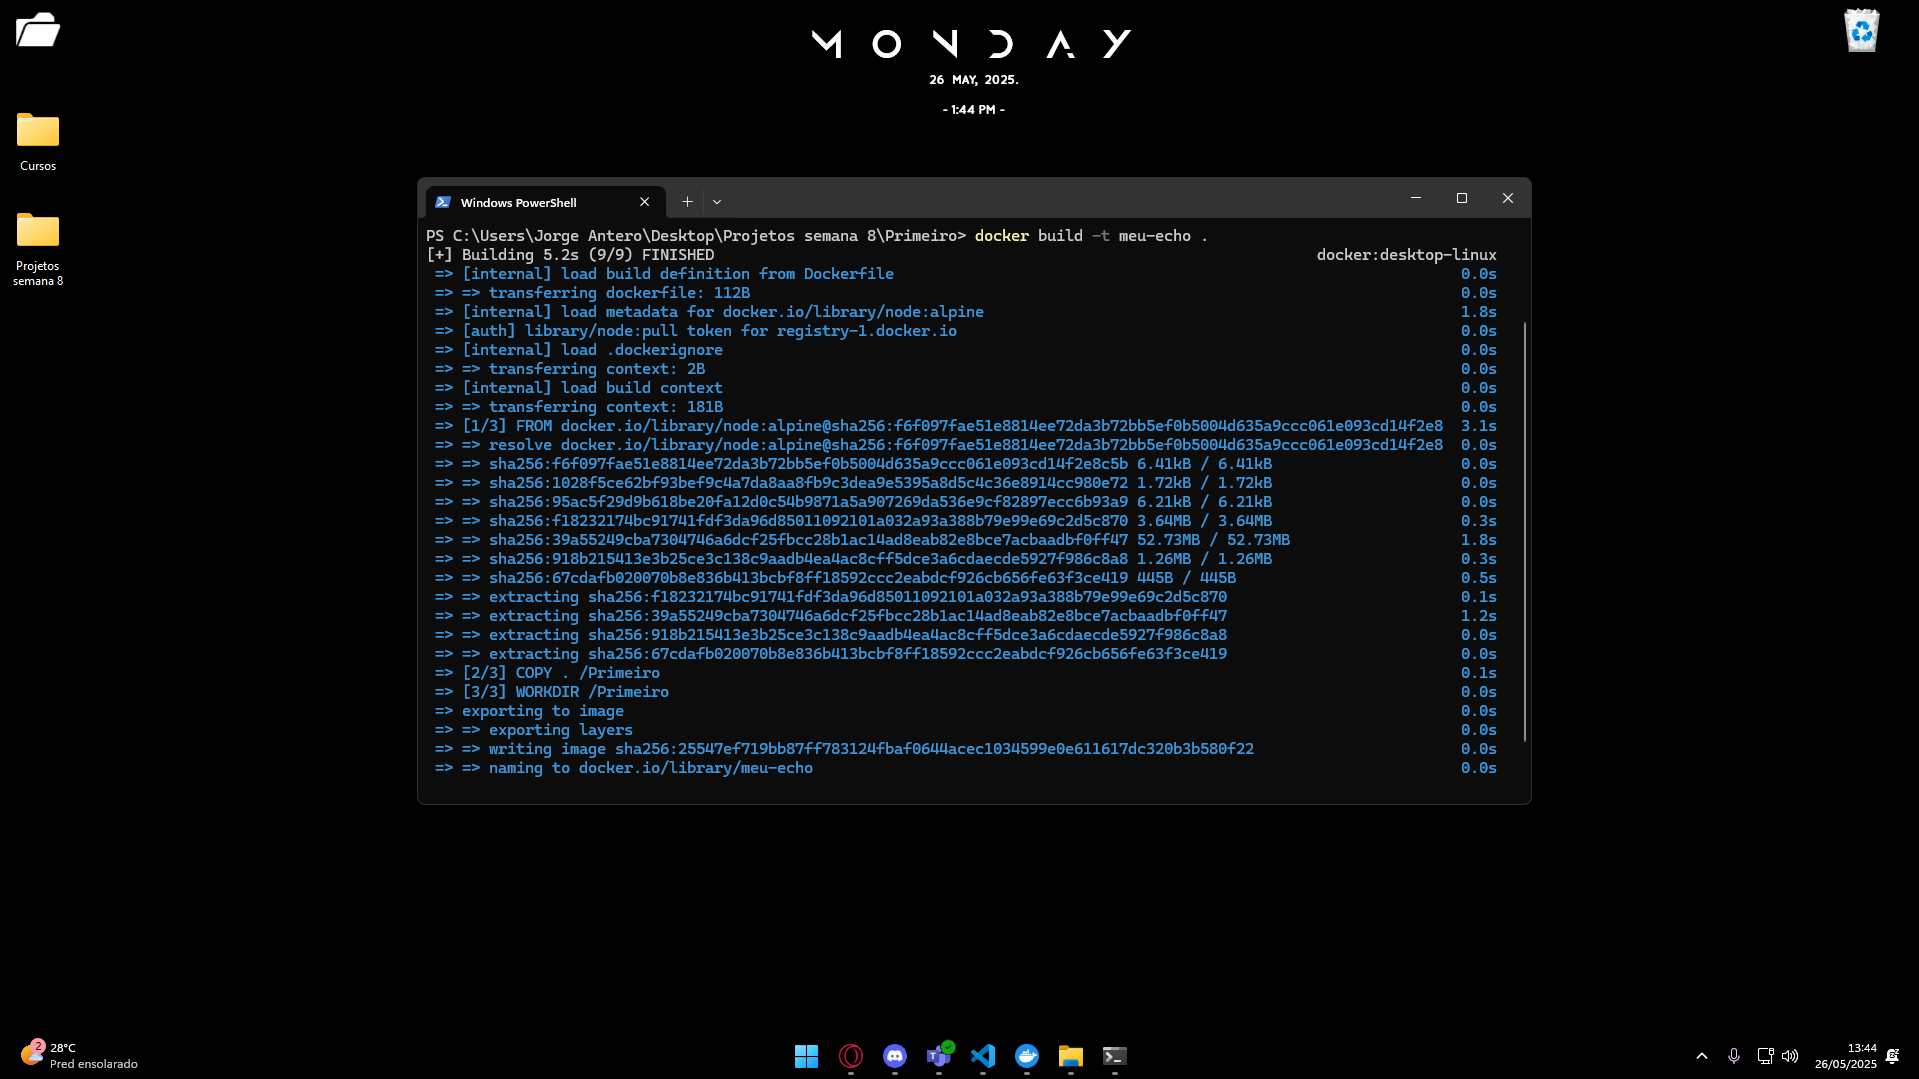 MONDAY
26 MAY, 2025.
- 1:44 PM -
Cursos
Projetos
semana 8
Windows PowerShell
PS C:\Users\Jorge Antero\Desktop\Projetos semana 8\Primeiro> docker build -t meu-echo .
[+] Building 5.2s (9/9) FINISHED docker:desktop-linux
=> [internal] load build definition from Dockerfile 0.0s
=> => transferring dockerfile: 112B 0.0s
=> [internal] load metadata for docker.io/library/node:alpine 1.8s
=> [auth] library/node:pull token for registry-1.docker.io 0.0s
=> [internal] load .dockerignore 0.0s
=> => transferring context: 2B 0.0s
=> [internal] load build context 0.0s
=> => transferring context: 181B 0.0s
=> [1/3] FROM docker.io/library/node:alpine@sha256:f6f097fae51e8814ee72da3b72bb5ef0b5004d635a9ccc061e093cd14f2e8 3.1s
=> => resolve docker.io/library/node:alpine@sha256:f6f097fae51e8814ee72da3b72bb5ef0b5004d635a9ccc061e093cd14f2e8 0.0s
=> => sha256:f6f097fae51e8814ee72da3b72bb5ef0b5004d635a9ccc061e093cd14f2e8c5b 6.41kB / 6.41kB 0.0s
=> => sha256:1028f5ce62bf93bef9c4a7da8aa8fb9c3dea9e5395a8d5c4c36e8914cc980e72 1.72kB / 1.72kB 0.0s
=> => sha256:95ac5f29d9b618be20fa12d0c54b9871a5a907269da536e9cf82897ecc6b93a9 6.21kB / 6.21kB 0.0s
=> => sha256:f18232174bc91741fdf3da96d85011092101a032a93a388b79e99e69c2d5c870 3.64MB / 3.64MB 0.3s
=> => sha256:39a55249cba7304746a6dcf25fbcc28b1ac14ad8eab82e8bce7acbaadbf0ff47 52.73MB / 52.73MB 1.8s
=> => sha256:918b215413e3b25ce3c138c9aadb4ea4ac8cff5dce3a6cdaecde5927f986c8a8 1.26MB / 1.26MB 0.3s
=> => sha256:67cdafb020070b8e836b413bcbf8ff18592ccc2eabdcf926cb656fe63f3ce419 445B / 445B 0.5s
=> => extracting sha256:f18232174bc91741fdf3da96d85011092101a032a93a388b79e99e69c2d5c870 0.1s
=> => extracting sha256:39a55249cba7304746a6dcf25fbcc28b1ac14ad8eab82e8bce7acbaadbf0ff47 1.2s
=> => extracting sha256:918b215413e3b25ce3c138c9aadb4ea4ac8cff5dce3a6cdaecde5927f986c8a8 0.0s
=> => extracting sha256:67cdafb020070b8e836b413bcbf8ff18592ccc2eabdcf926cb656fe63f3ce419 0.0s
=> [2/3] COPY . /Primeiro 0.1s
=> [3/3] WORKDIR /Primeiro 0.0s
=> exporting to image 0.0s
=> => exporting layers 0.0s
=> => writing image sha256:25547ef719bb87ff783124fbaf0644acec1034599e0e611617dc320b3b580f22 0.0s
=> => naming to docker.io/library/meu-echo 0.0s
2
28°C
Pred ensolarado
13:44
26/05/2025